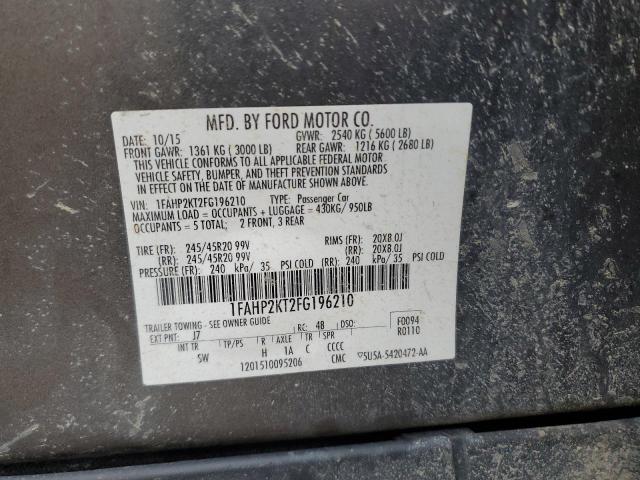 MFD. BY FORD MOTOR CO.
DATE: 10/15 GVWR: 2540 KG ( 5600 LB)
FRONT GAWR: 1361 KG ( 3000 LB) REAR GAWR: 1216 KG ( 2680 LB)
THIS VEHICLE CONFORMS TO ALL APPLICABLE FEDERAL MOTOR
VEHICLE SAFETY, BUMPER, AND THEFT PREVENTION STANDARDS
IN EFFECT ON THE DATE OF MANUFACTURE SHOWN ABOVE.
VIN: 1FAHP2KT2FG196210 TYPE: Passenger Car
MAXIMUM LOAD = OCCUPANTS + LUGGAGE = 430KG/ 950LB
OCCUPANTS = 5 TOTAL: 2 FRONT, 3 REAR
TIRE (FR): 245/45R20 99V RIMS (FR): 20X8.0J
(RR): 245/45R20 99V (RR): 20X8.0J
PRESSURE (FR): 240 kPa/ 35 PSI COLD (RR): 240 kPa/ 35 PSI COLD
1FAHP2KT2FG196210
TRAILER TOWING - SEE OWNER GUIDE
EXT PNT: J7 RC: 48 DSO: F0094
R0110
INT TR TP/PS R AXLE TR SPR
SW H 1A C CCCC
1201510095206 CMC 5U5A-5420472-AA